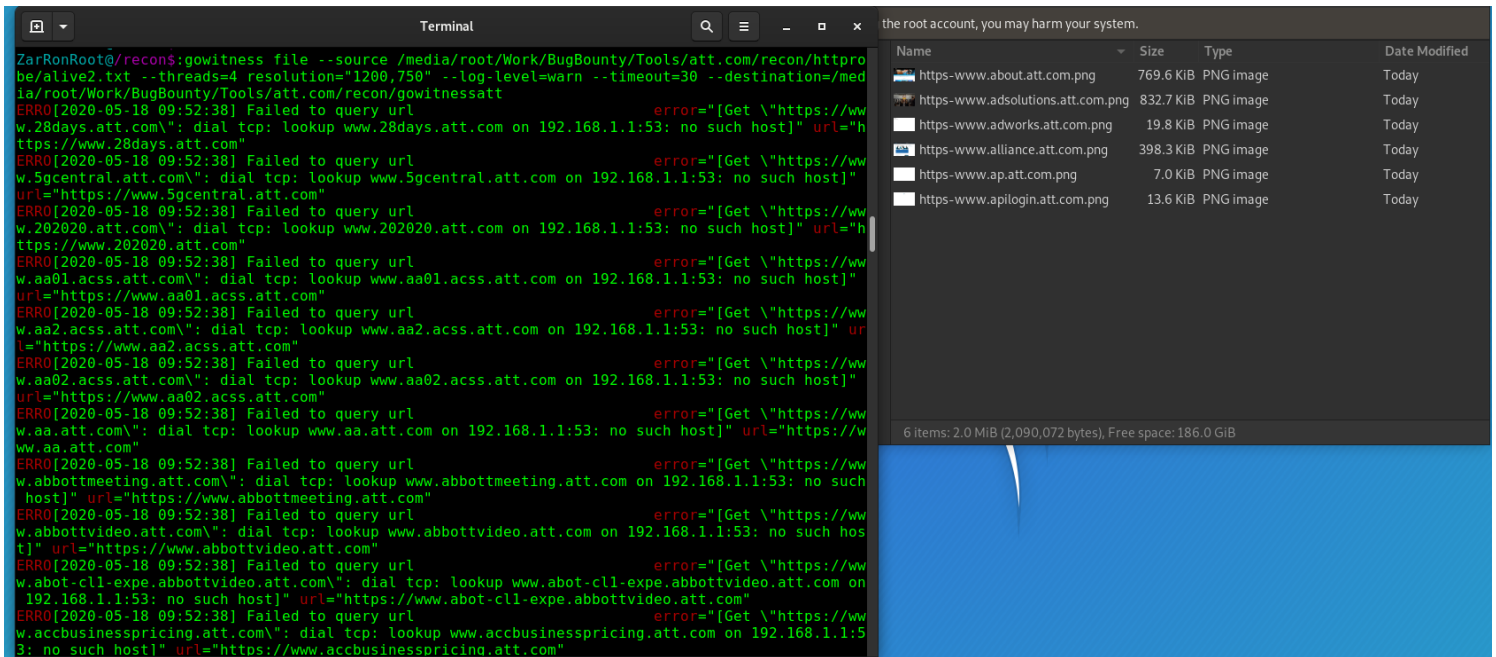 Terminal
ZarRonRoot@/recon$:gowitness file --source /media/root/Work/BugBounty/Tools/att.com/recon/httpro
be/alive2.txt --threads=4 resolution="1200,750" --log-level=warn --timeout=30 --destination=/med
ia/root/Work/BugBounty/Tools/att.com/recon/gowitnessatt
ERRO[2020-05-18 09:52:38] Failed to query url error="[Get \"https://ww
w.28days.att.com\": dial tcp: lookup www.28days.att.com on 192.168.1.1:53: no such host]" url="h
ttps://www.28days.att.com"
ERRO[2020-05-18 09:52:38] Failed to query url error="[Get \"https://ww
w.5gcentral.att.com\": dial tcp: lookup www.5gcentral.att.com on 192.168.1.1:53: no such host]"
url="https://www.5gcentral.att.com"
ERRO[2020-05-18 09:52:38] Failed to query url error="[Get \"https://ww
w.202020.att.com\": dial tcp: lookup www.202020.att.com on 192.168.1.1:53: no such host]" url="h
ttps://www.202020.att.com"
ERRO[2020-05-18 09:52:38] Failed to query url error="[Get \"https://ww
w.aa01.acss.att.com\": dial tcp: lookup www.aa01.acss.att.com on 192.168.1.1:53: no such host]"
url="https://www.aa01.acss.att.com"
ERRO[2020-05-18 09:52:38] Failed to query url error="[Get \"https://ww
w.aa2.acss.att.com\": dial tcp: lookup www.aa2.acss.att.com on 192.168.1.1:53: no such host]" ur
l="https://www.aa2.acss.att.com"
ERRO[2020-05-18 09:52:38] Failed to query url error="[Get \"https://ww
w.aa02.acss.att.com\": dial tcp: lookup www.aa02.acss.att.com on 192.168.1.1:53: no such host]"
url="https://www.aa02.acss.att.com"
ERRO[2020-05-18 09:52:38] Failed to query url error="[Get \"https://ww
w.aa.att.com\": dial tcp: lookup www.aa.att.com on 192.168.1.1:53: no such host]" url="https://w
ww.aa.att.com"
ERRO[2020-05-18 09:52:38] Failed to query url error="[Get \"https://ww
w.abbottmeeting.att.com\": dial tcp: lookup www.abbottmeeting.att.com on 192.168.1.1:53: no such
host]" url="https://www.abbottmeeting.att.com"
ERRO[2020-05-18 09:52:38] Failed to query url error="[Get \"https://ww
w.abbottvideo.att.com\": dial tcp: lookup www.abbottvideo.att.com on 192.168.1.1:53: no such hos
t]" url="https://www.abbottvideo.att.com"
ERRO[2020-05-18 09:52:38] Failed to query url error="[Get \"https://ww
w.abot-cl1-expe.abbottvideo.att.com\": dial tcp: lookup www.abot-cl1-expe.abbottvideo.att.com on
192.168.1.1:53: no such host]" url="https://www.abot-cl1-expe.abbottvideo.att.com"
ERRO[2020-05-18 09:52:38] Failed to query url error="[Get \"https://ww
w.accbusinesspricing.att.com\": dial tcp: lookup www.accbusinesspricing.att.com on 192.168.1.1:5
3: no such host]" url="https://www.accbusinesspricing.att.com"
the root account, you may harm your system.
Name Size Type Date Modified
https-www.about.att.com.png 769.6 KiB PNG image Today
https-www.adsolutions.att.com.png 832.7 KiB PNG image Today
https-www.adworks.att.com.png 19.8 KiB PNG image Today
https-www.alliance.att.com.png 398.3 KiB PNG image Today
https-www.ap.att.com.png 7.0 KiB PNG image Today
https-www.apilogin.att.com.png 13.6 KiB PNG image Today
6 items: 2.0 MiB (2,090,072 bytes), Free space: 186.0 GiB